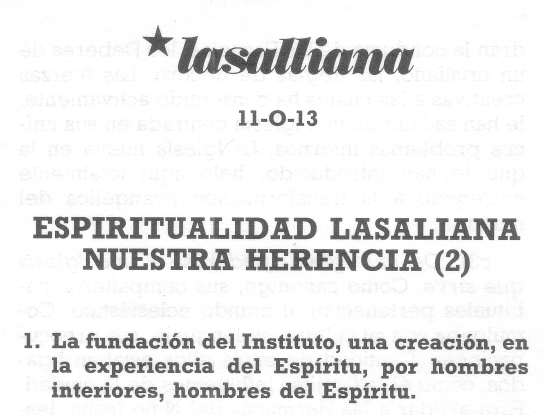 lasalliana
11-O-13
ESPIRITUALIDAD LASALIANA
NUESTRA HERENCIA (2)
1. La fundación del Instituto, una creación, en
la experiencia del Espíritu, por hombres
interiores, hombres del Espíritu.